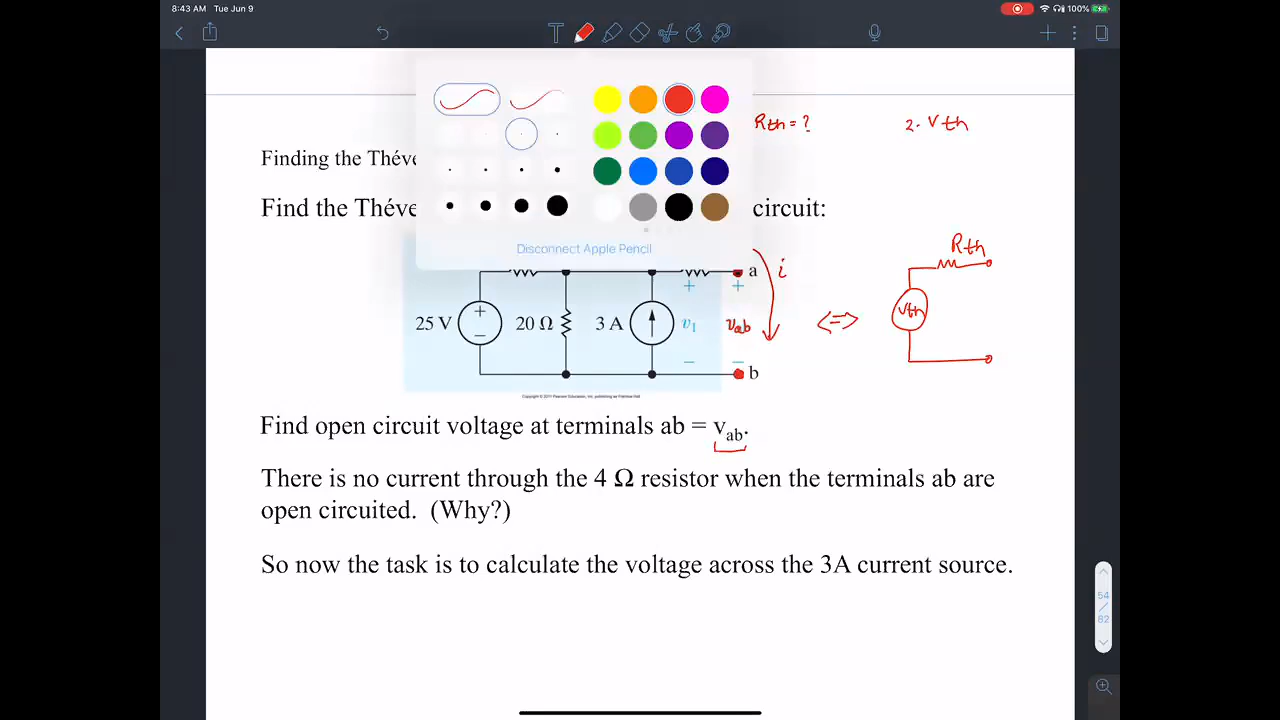 8:43 AM Tue Jun 9
100%
Rth = ?
2. Vth
Finding the Théve
Find the Théve
circuit:
Disconnect Apple Pencil
Rth
a
i
+
+
+
25 V
20 Ω
3 A
v1
vab
<=>
Vth
−
−
−
b
Find open circuit voltage at terminals ab = vab.
There is no current through the 4 Ω resistor when the terminals ab are
open circuited. (Why?)
So now the task is to calculate the voltage across the 3A current source.
54
/
82